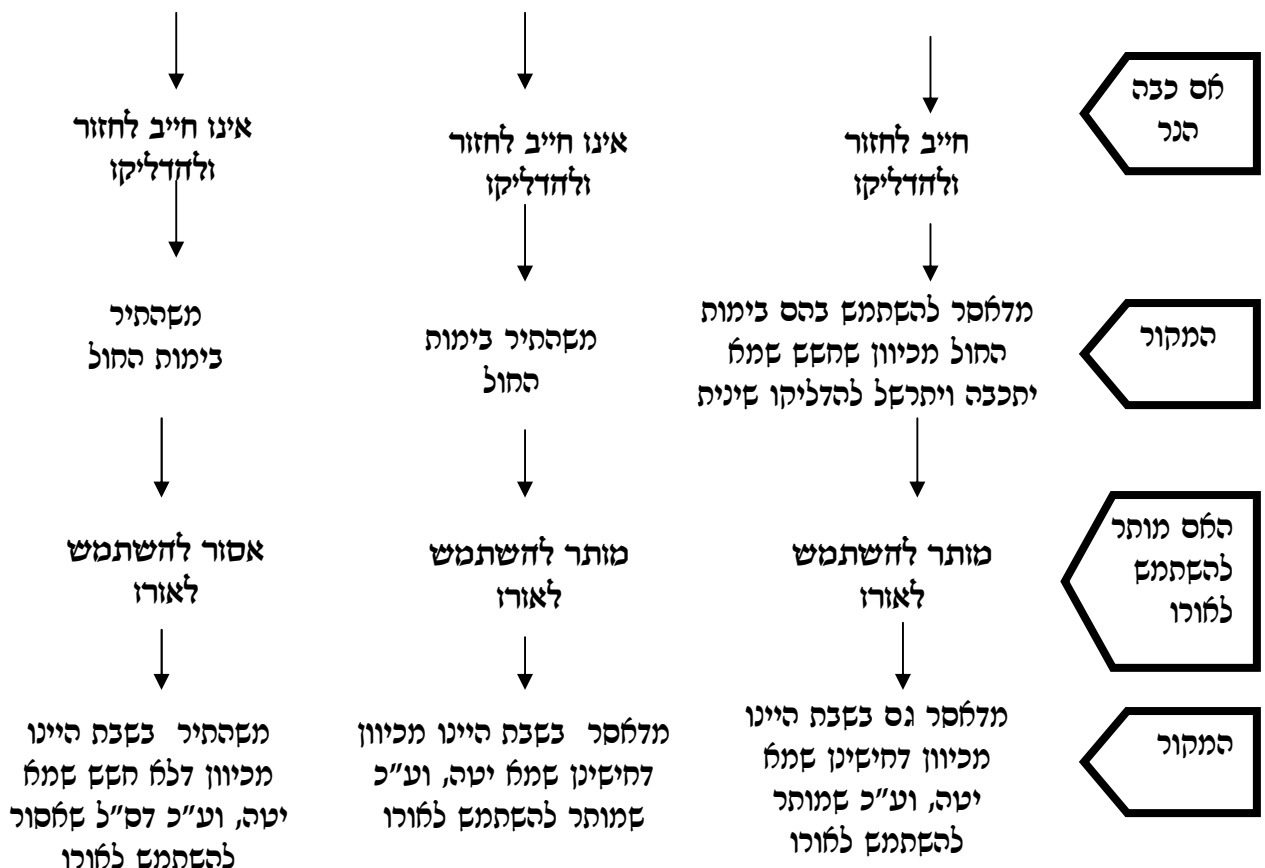 אם כבה
הנר
חייב לחזור
ולהדליקו
אינו חייב לחזור
ולהדליקו
אינו חייב לחזור
ולהדליקו
המקור
מדאסר להשתמש בהם בימות
החול מכיוון שחשש שמא
יתכבה ויתרשל להדליקו שינית
משהתיר בימות
החול
משהתיר
בימות החול
האם מותר
להשתמש
לאורו
מותר להשתמש
לאורו
מותר להשתמש
לאורו
אסור להשתמש
לאורו
המקור
מדאסר גם בשבת היינו
מכיוון דחישינן שמא
יטה, וע"כ שמותר
להשתמש לאורו
מדאסר בשבת היינו מכיוון
דחישינן שמא יטה, וע"כ
שמותר להשתמש לאורו
משהתיר בשבת היינו
מכיוון דלא חשש שמא
יטה, וע"כ דס"ל שאסור
להשתמש לאורו